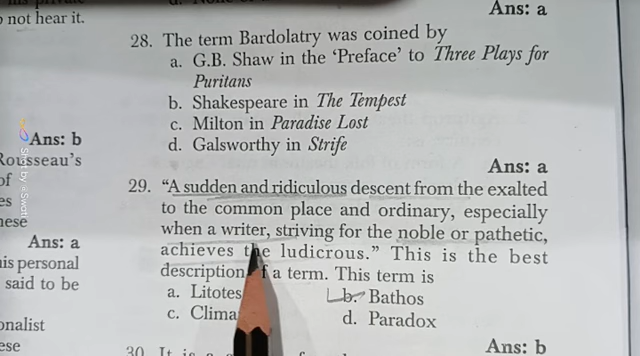 not hear it.
Ans: b
Rousseau's
of
Ans: a
his personal
said to be
Ans: a
28. The term Bardolatry was coined by
a. G.B. Shaw in the ‘Preface’ to Three Plays for
Puritans
b. Shakespeare in The Tempest
c. Milton in Paradise Lost
d. Galsworthy in Strife
Ans: a
29. “A sudden and ridiculous descent from the exalted
to the common place and ordinary, especially
when a writer, striving for the noble or pathetic,
achieves the ludicrous.” This is the best
description of a term. This term is
a. Litotes
b. Bathos
c. Clima
d. Paradox
Ans: b
30. It is